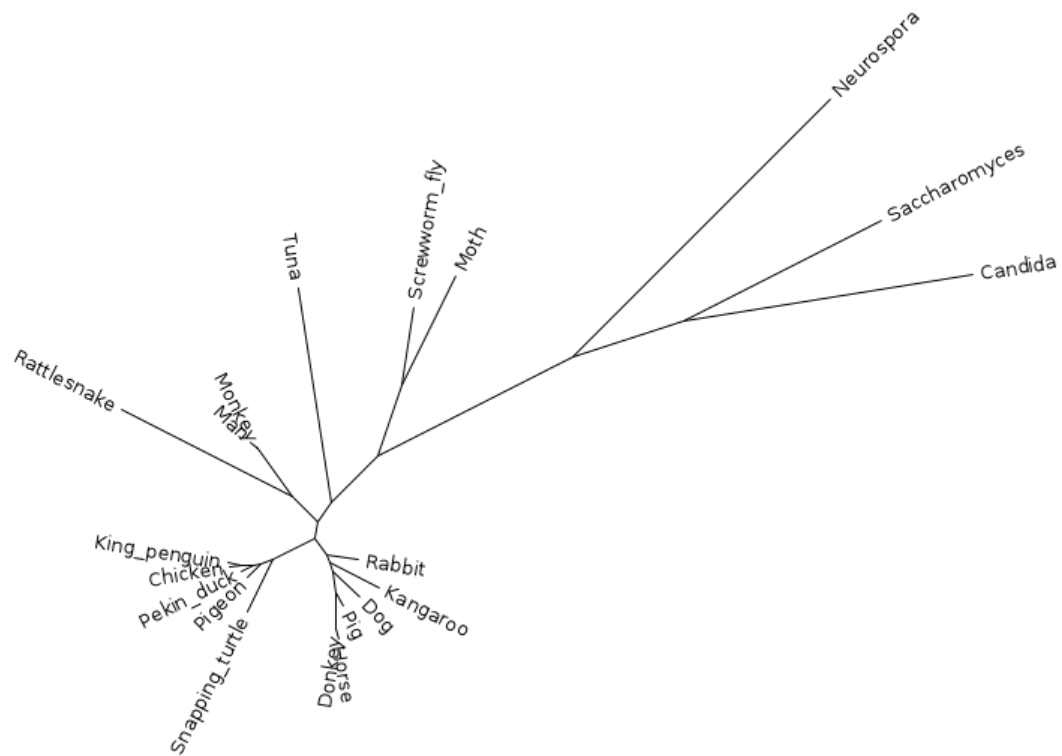 Neurospora
Saccharomyces
Candida
Screwworm_fly
Moth
Tuna
Rattlesnake
Monkey
Man
King_penguin
Chicken
Pekin_duck
Pigeon
Snapping_turtle
Rabbit
Kangaroo
Dog
Pig
Horse
Donkey